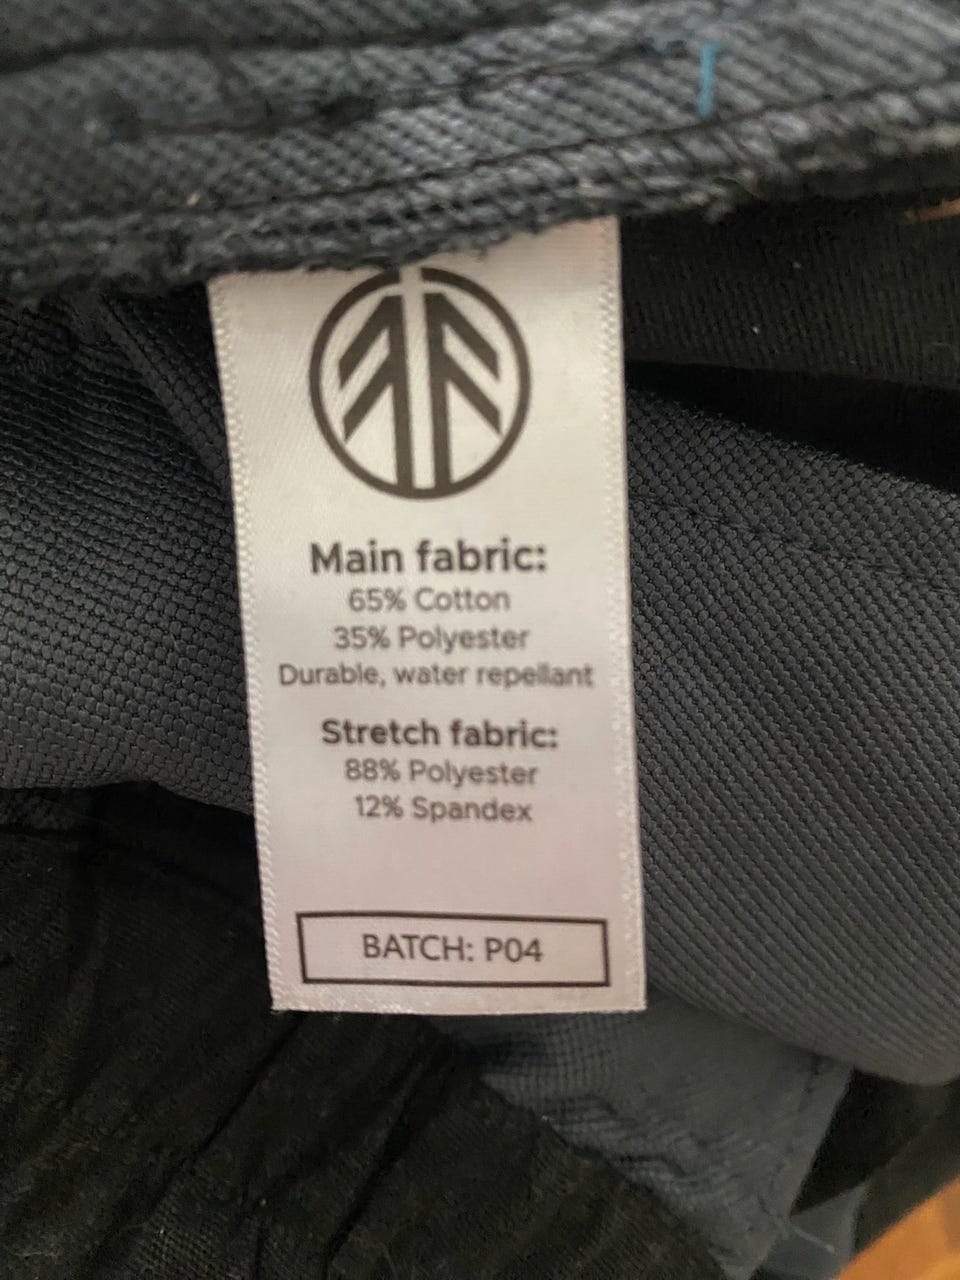 Main fabric:
65% Cotton
35% Polyester
Durable, water repellant
Stretch fabric:
88% Polyester
12% Spandex
BATCH: P04